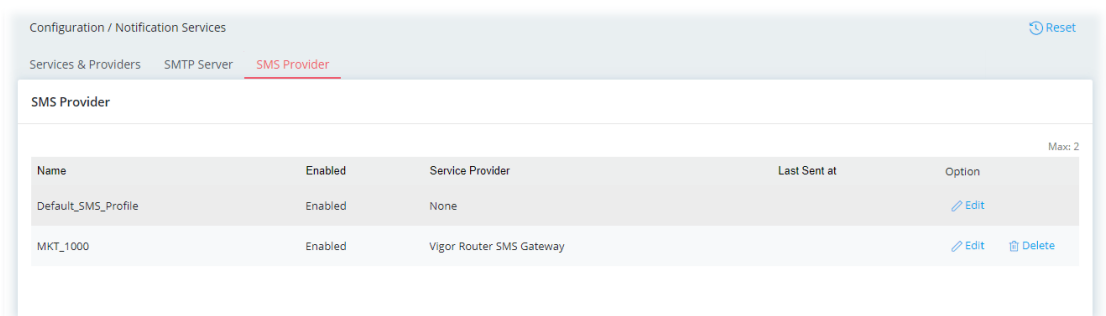 Configuration / Notification Services Reset
Services & Providers SMTP Server SMS Provider
SMS Provider
Max: 2
Name Enabled Service Provider Last Sent at Option
Default_SMS_Profile Enabled None Edit
MKT_1000 Enabled Vigor Router SMS Gateway Edit Delete